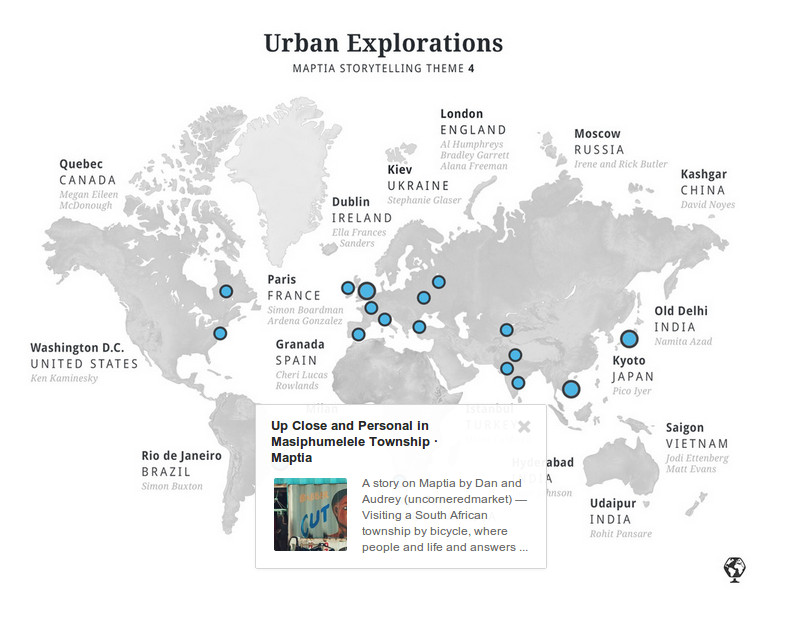 Urban Explorations
MAPTIA STORYTELLING THEME 4
London
ENGLAND
Al Humphreys
Bradley Garrett
Alana Freeman
Moscow
RUSSIA
Irene and Rick Butler
Quebec
CANADA
Megan Eileen
McDonough
Kiev
UKRAINE
Stephanie Glaser
Kashgar
CHINA
David Noyes
Dublin
IRELAND
Ella Frances
Sanders
Paris
FRANCE
Simon Boardman
Ardena Gonzalez
Old Delhi
INDIA
Namita Azad
Washington D.C.
UNITED STATES
Ken Kaminesky
Granada
SPAIN
Cheri Lucas
Rowlands
Kyoto
JAPAN
Pico Iyer
Milan
Istanbul
TURKEY
Up Close and Personal in
Masiphumelele Township ·
Maptia
A story on Maptia by Dan and
Audrey (uncorneredmarket) —
Visiting a South African
township by bicycle, where
people and life and answers ...
CUT
Rio de Janeiro
BRAZIL
Simon Buxton
Saigon
VIETNAM
Jodi Ettenberg
Matt Evans
Hyderabad
INDIA
Udaipur
INDIA
Rohit Pansare